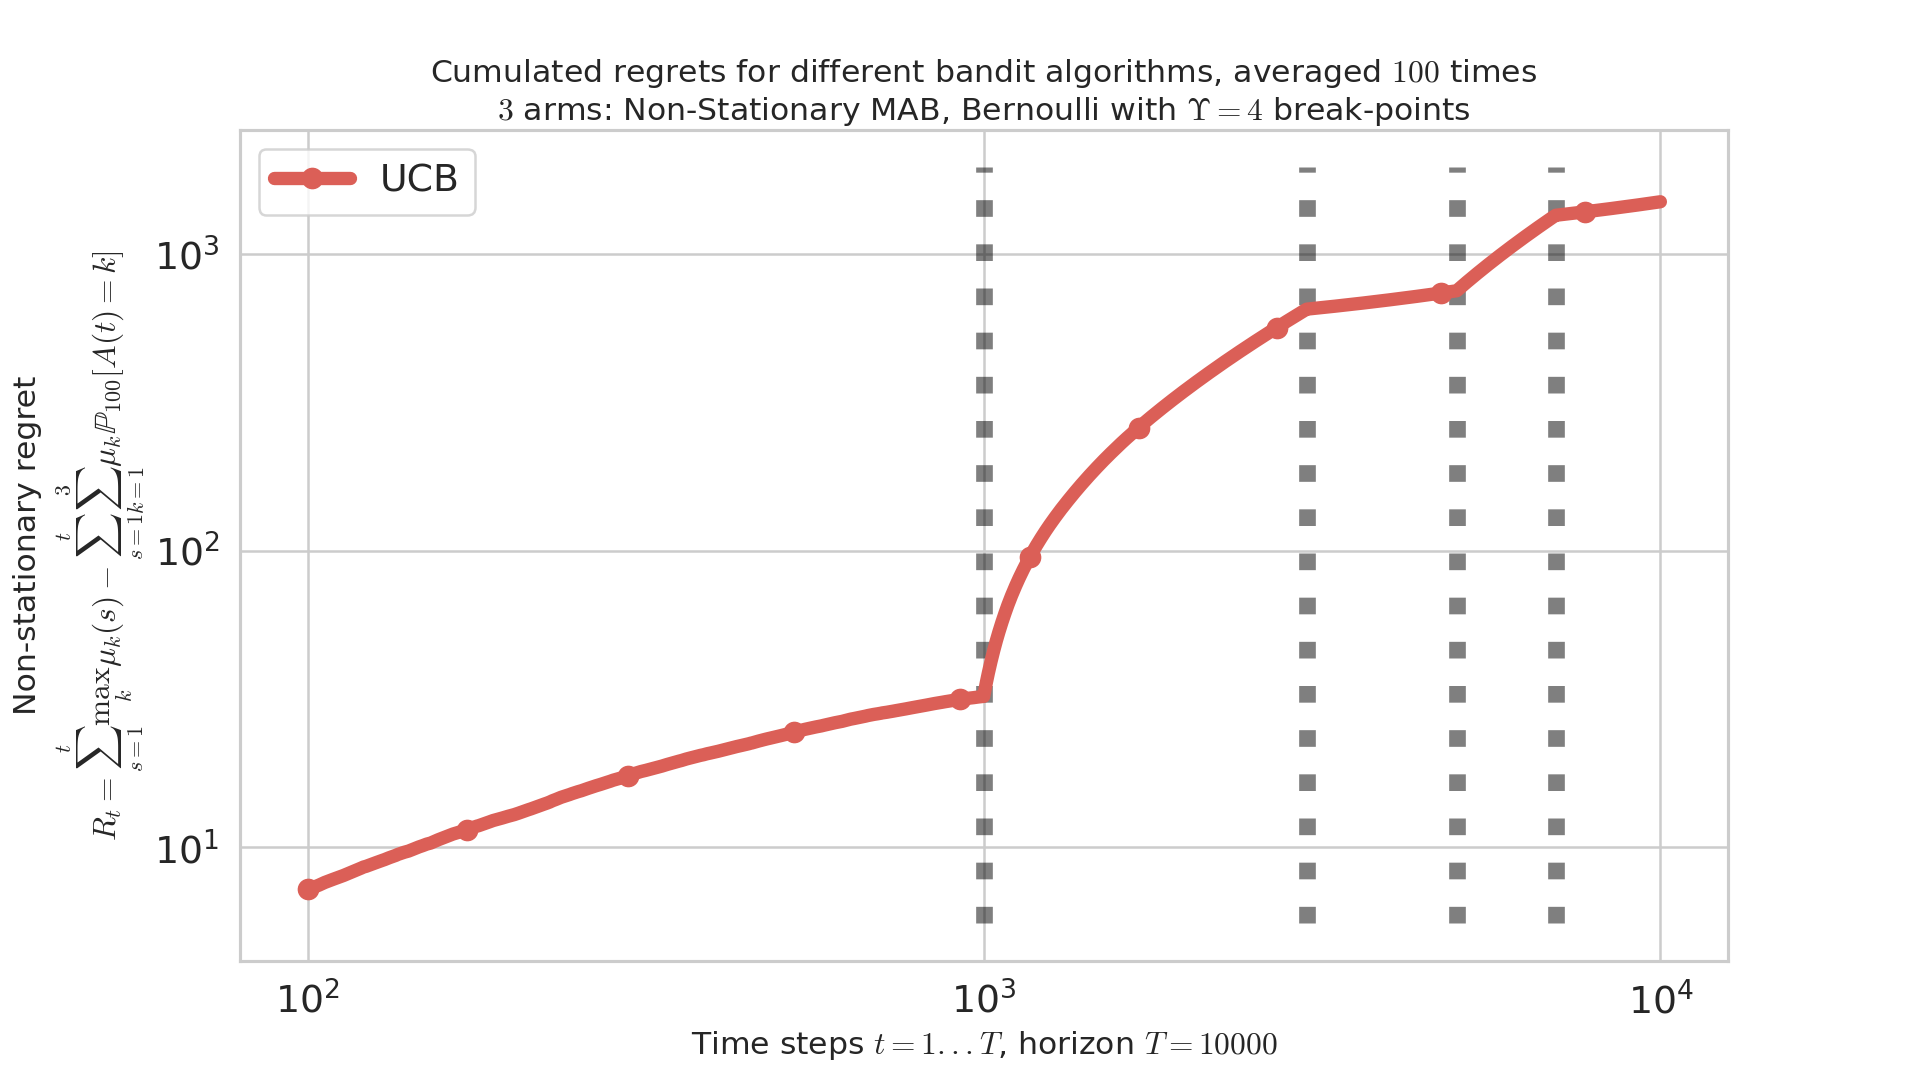 Cumulated regrets for different bandit algorithms, averaged 100 times
3 arms: Non-Stationary MAB, Bernoulli with ϒ = 4 break-points
UCB
Non-stationary regret
R_t = ∑_{s=1}^{t} max_k μ_k(s) − ∑_{s=1}^{t} ∑_{k=1}^{3} μ_k ℙ_{100}[A(t) = k]
10³
10²
10¹
10² 10³ 10⁴
Time steps t = 1...T, horizon T = 10000